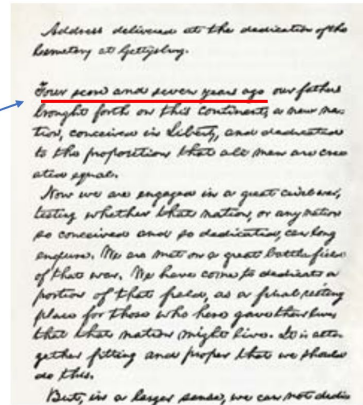 Address delivered at the dedication of the
Cemetery at Gettysburg.
Four score and seven years ago our fathers
brought forth on this continent, a new na-
tion, conceived in Liberty, and dedicated
to the proposition that all men are cre-
ated equal.
Now we are engaged in a great civil war,
testing whether that nation, or any nation
so conceived and so dedicated, can long
endure. We are met on a great battle-field
of that war. We have come to dedicate a
portion of that field, as a final resting
place for those who here gave their lives
that that nation might live. It is alto-
gether fitting and proper that we should
do this.
But, in a larger sense, we can not dedi-